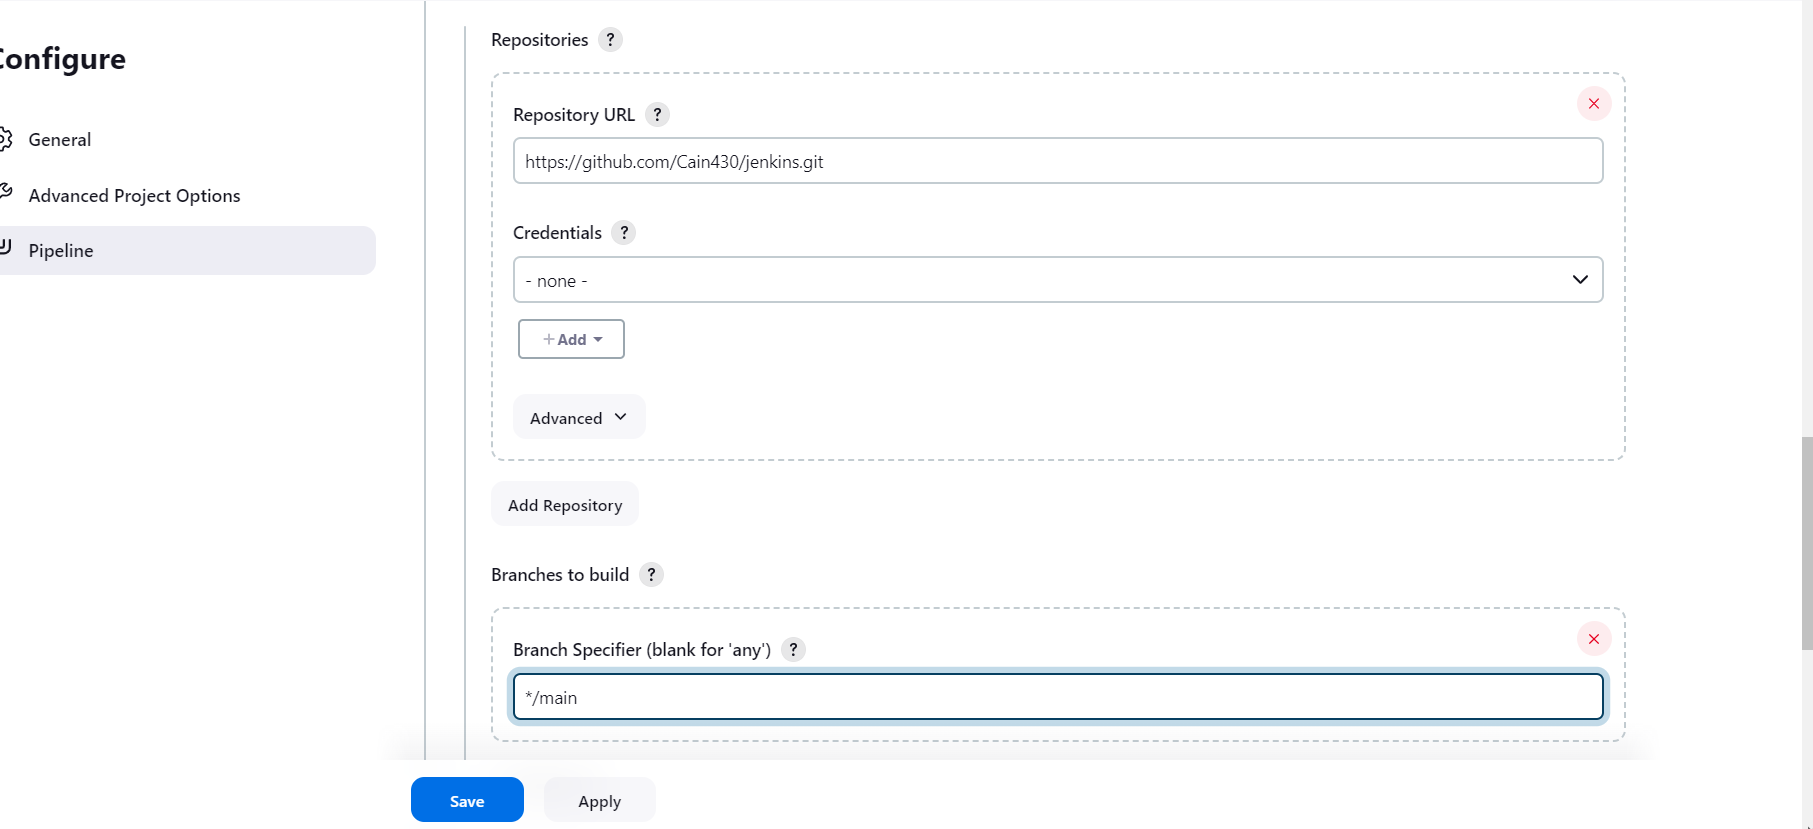 Configure
General
Advanced Project Options
Pipeline
Repositories ?
Repository URL ?
https://github.com/Cain430/jenkins.git
Credentials ?
- none -
+ Add
Advanced
Add Repository
Branches to build ?
Branch Specifier (blank for 'any') ?
*/main
Save Apply